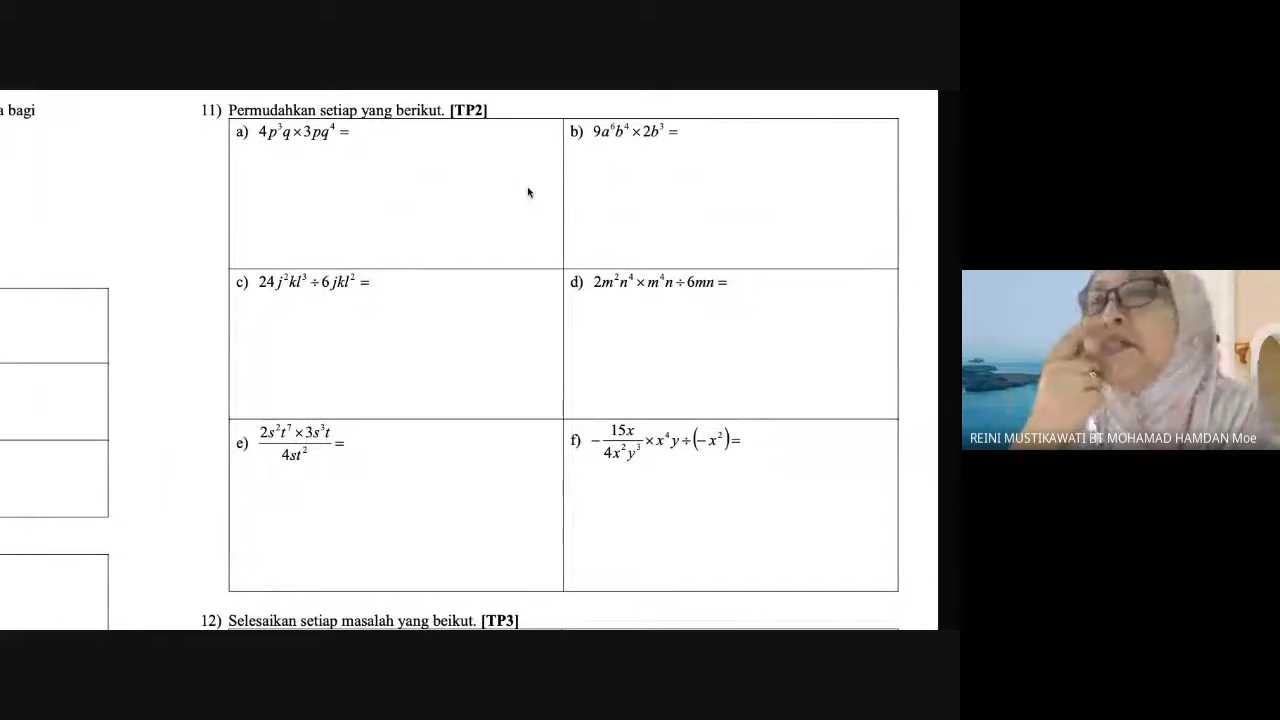 a bagi
11) Permudahkan setiap yang berikut. [TP2]
a) 4p³q×3pq⁴ =
b) 9a⁶b⁴×2b³ =
c) 24j²kl³÷6jkl² =
d) 2m²n⁴×m⁴n÷6mn =
e) (2s²t⁷×3s³t)/(4st²) =
f) −(15x)/(4x²y³)×x⁴y÷(−x²)=
12) Selesaikan setiap masalah yang beikut. [TP3]
REINI MUSTIKAWATI BT MOHAMAD HAMDAN Moe